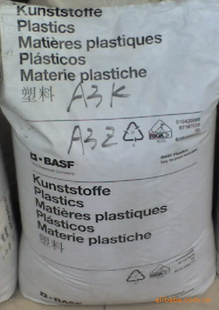 Kunststoffe
Plastics
Matières plastiques
Plásticos
Materie plastiche
塑料
A3K
A3Z
BASF
Kunststoffe
Plastics
Matières plastiques
Plásticos
Materie plastiche
塑料
BASF